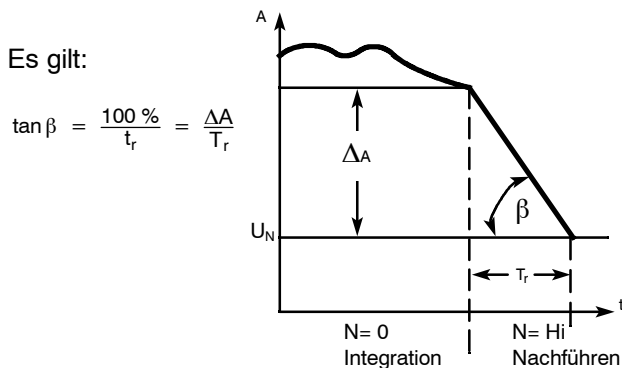 A
Es gilt:
tan β = 100 % / t_r = ΔA / T_r
ΔA
β
U_N
T_r
t
N= 0 N= Hi
Integration Nachführen